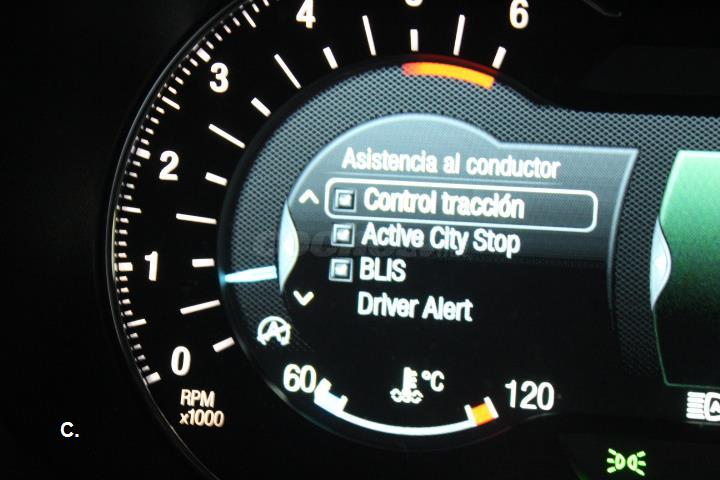 4
5
6
3
2
1
0
RPM
x1000
Asistencia al conductor
Control tracción
Active City Stop
BLIS
Driver Alert
60
°C
120
A
A
C.